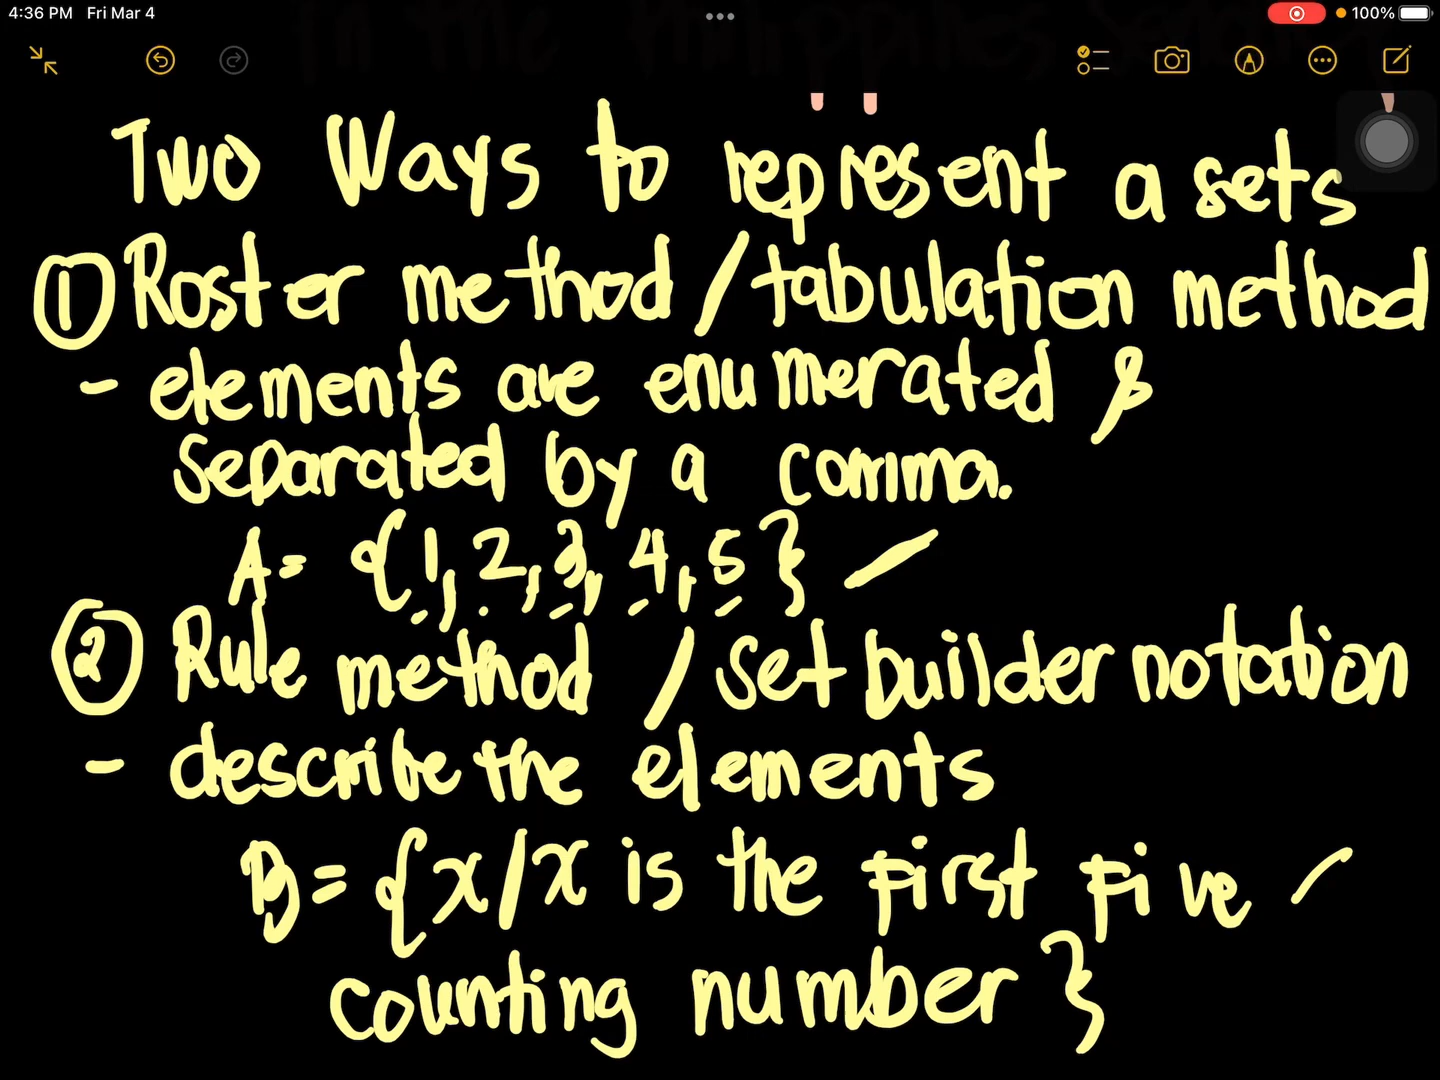 4:36 PM Fri Mar 4
100%
Two Ways to represent a sets
1 Roster method / tabulation method
- elements are enumerated &
separated by a comma.
A = {1, 2, 3, 4, 5}
2 Rule method / set builder notation
- describe the elements
B = {x/x is the first five
counting number}